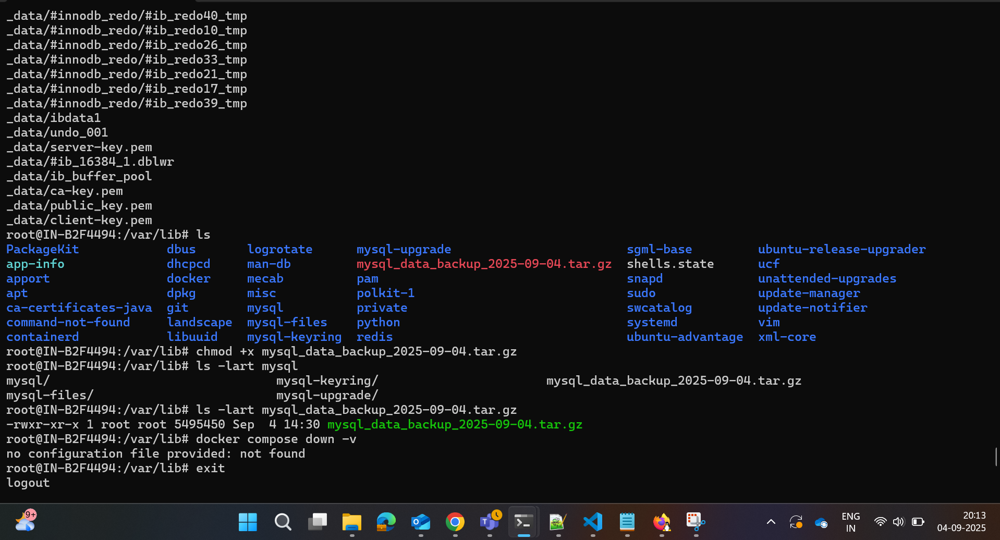 _data/#innodb_redo/#ib_redo40_tmp
_data/#innodb_redo/#ib_redo10_tmp
_data/#innodb_redo/#ib_redo26_tmp
_data/#innodb_redo/#ib_redo33_tmp
_data/#innodb_redo/#ib_redo21_tmp
_data/#innodb_redo/#ib_redo17_tmp
_data/#innodb_redo/#ib_redo39_tmp
_data/ibdata1
_data/undo_001
_data/server-key.pem
_data/#ib_16384_1.dblwr
_data/ib_buffer_pool
_data/ca-key.pem
_data/public_key.pem
_data/client-key.pem
root@IN-B2F4494:/var/lib# ls
PackageKit dbus logrotate mysql-upgrade sgml-base ubuntu-release-upgrader
app-info dhcpcd man-db mysql_data_backup_2025-09-04.tar.gz shells.state ucf
apport docker mecab pam snapd unattended-upgrades
apt dpkg misc polkit-1 sudo update-manager
ca-certificates-java git mysql private swcatalog update-notifier
command-not-found landscape mysql-files python systemd vim
containerd libuuid mysql-keyring redis ubuntu-advantage xml-core
root@IN-B2F4494:/var/lib# chmod +x mysql_data_backup_2025-09-04.tar.gz
root@IN-B2F4494:/var/lib# ls -lart mysql
mysql/ mysql-keyring/ mysql_data_backup_2025-09-04.tar.gz
mysql-files/ mysql-upgrade/
root@IN-B2F4494:/var/lib# ls -lart mysql_data_backup_2025-09-04.tar.gz
-rwxr-xr-x 1 root root 5495450 Sep  4 14:30 mysql_data_backup_2025-09-04.tar.gz
root@IN-B2F4494:/var/lib# docker compose down -v
no configuration file provided: not found
root@IN-B2F4494:/var/lib# exit
logout
9+
ENG
IN
20:13
04-09-2025